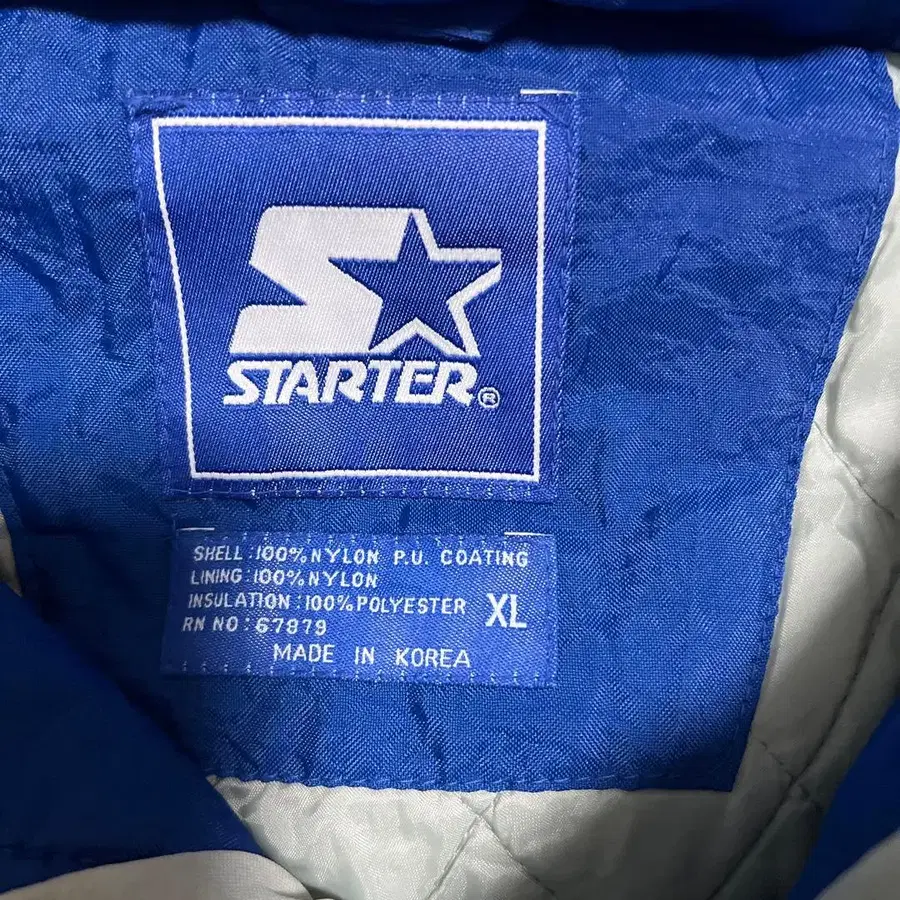 STARTER®
SHELL:100%NYLON P.U. COATING
LINING:100%NYLON
INSULATION:100%POLYESTER XL
RN NO:67879
MADE IN KOREA